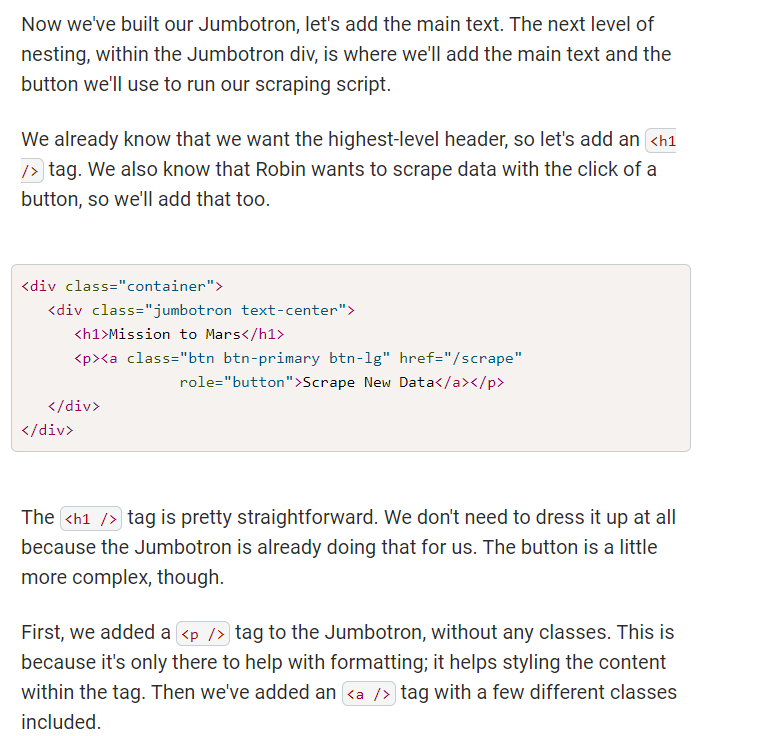 Now we've built our Jumbotron, let's add the main text. The next level of
nesting, within the Jumbotron div, is where we'll add the main text and the
button we'll use to run our scraping script.
We already know that we want the highest-level header, so let's add an <h1
/> tag. We also know that Robin wants to scrape data with the click of a
button, so we'll add that too.
<div class="container">
   <div class="jumbotron text-center">
      <h1>Mission to Mars</h1>
      <p><a class="btn btn-primary btn-lg" href="/scrape"
                  role="button">Scrape New Data</a></p>
   </div>
</div>
The <h1 /> tag is pretty straightforward. We don't need to dress it up at all
because the Jumbotron is already doing that for us. The button is a little
more complex, though.
First, we added a <p /> tag to the Jumbotron, without any classes. This is
because it's only there to help with formatting; it helps styling the content
within the tag. Then we've added an <a /> tag with a few different classes
included.